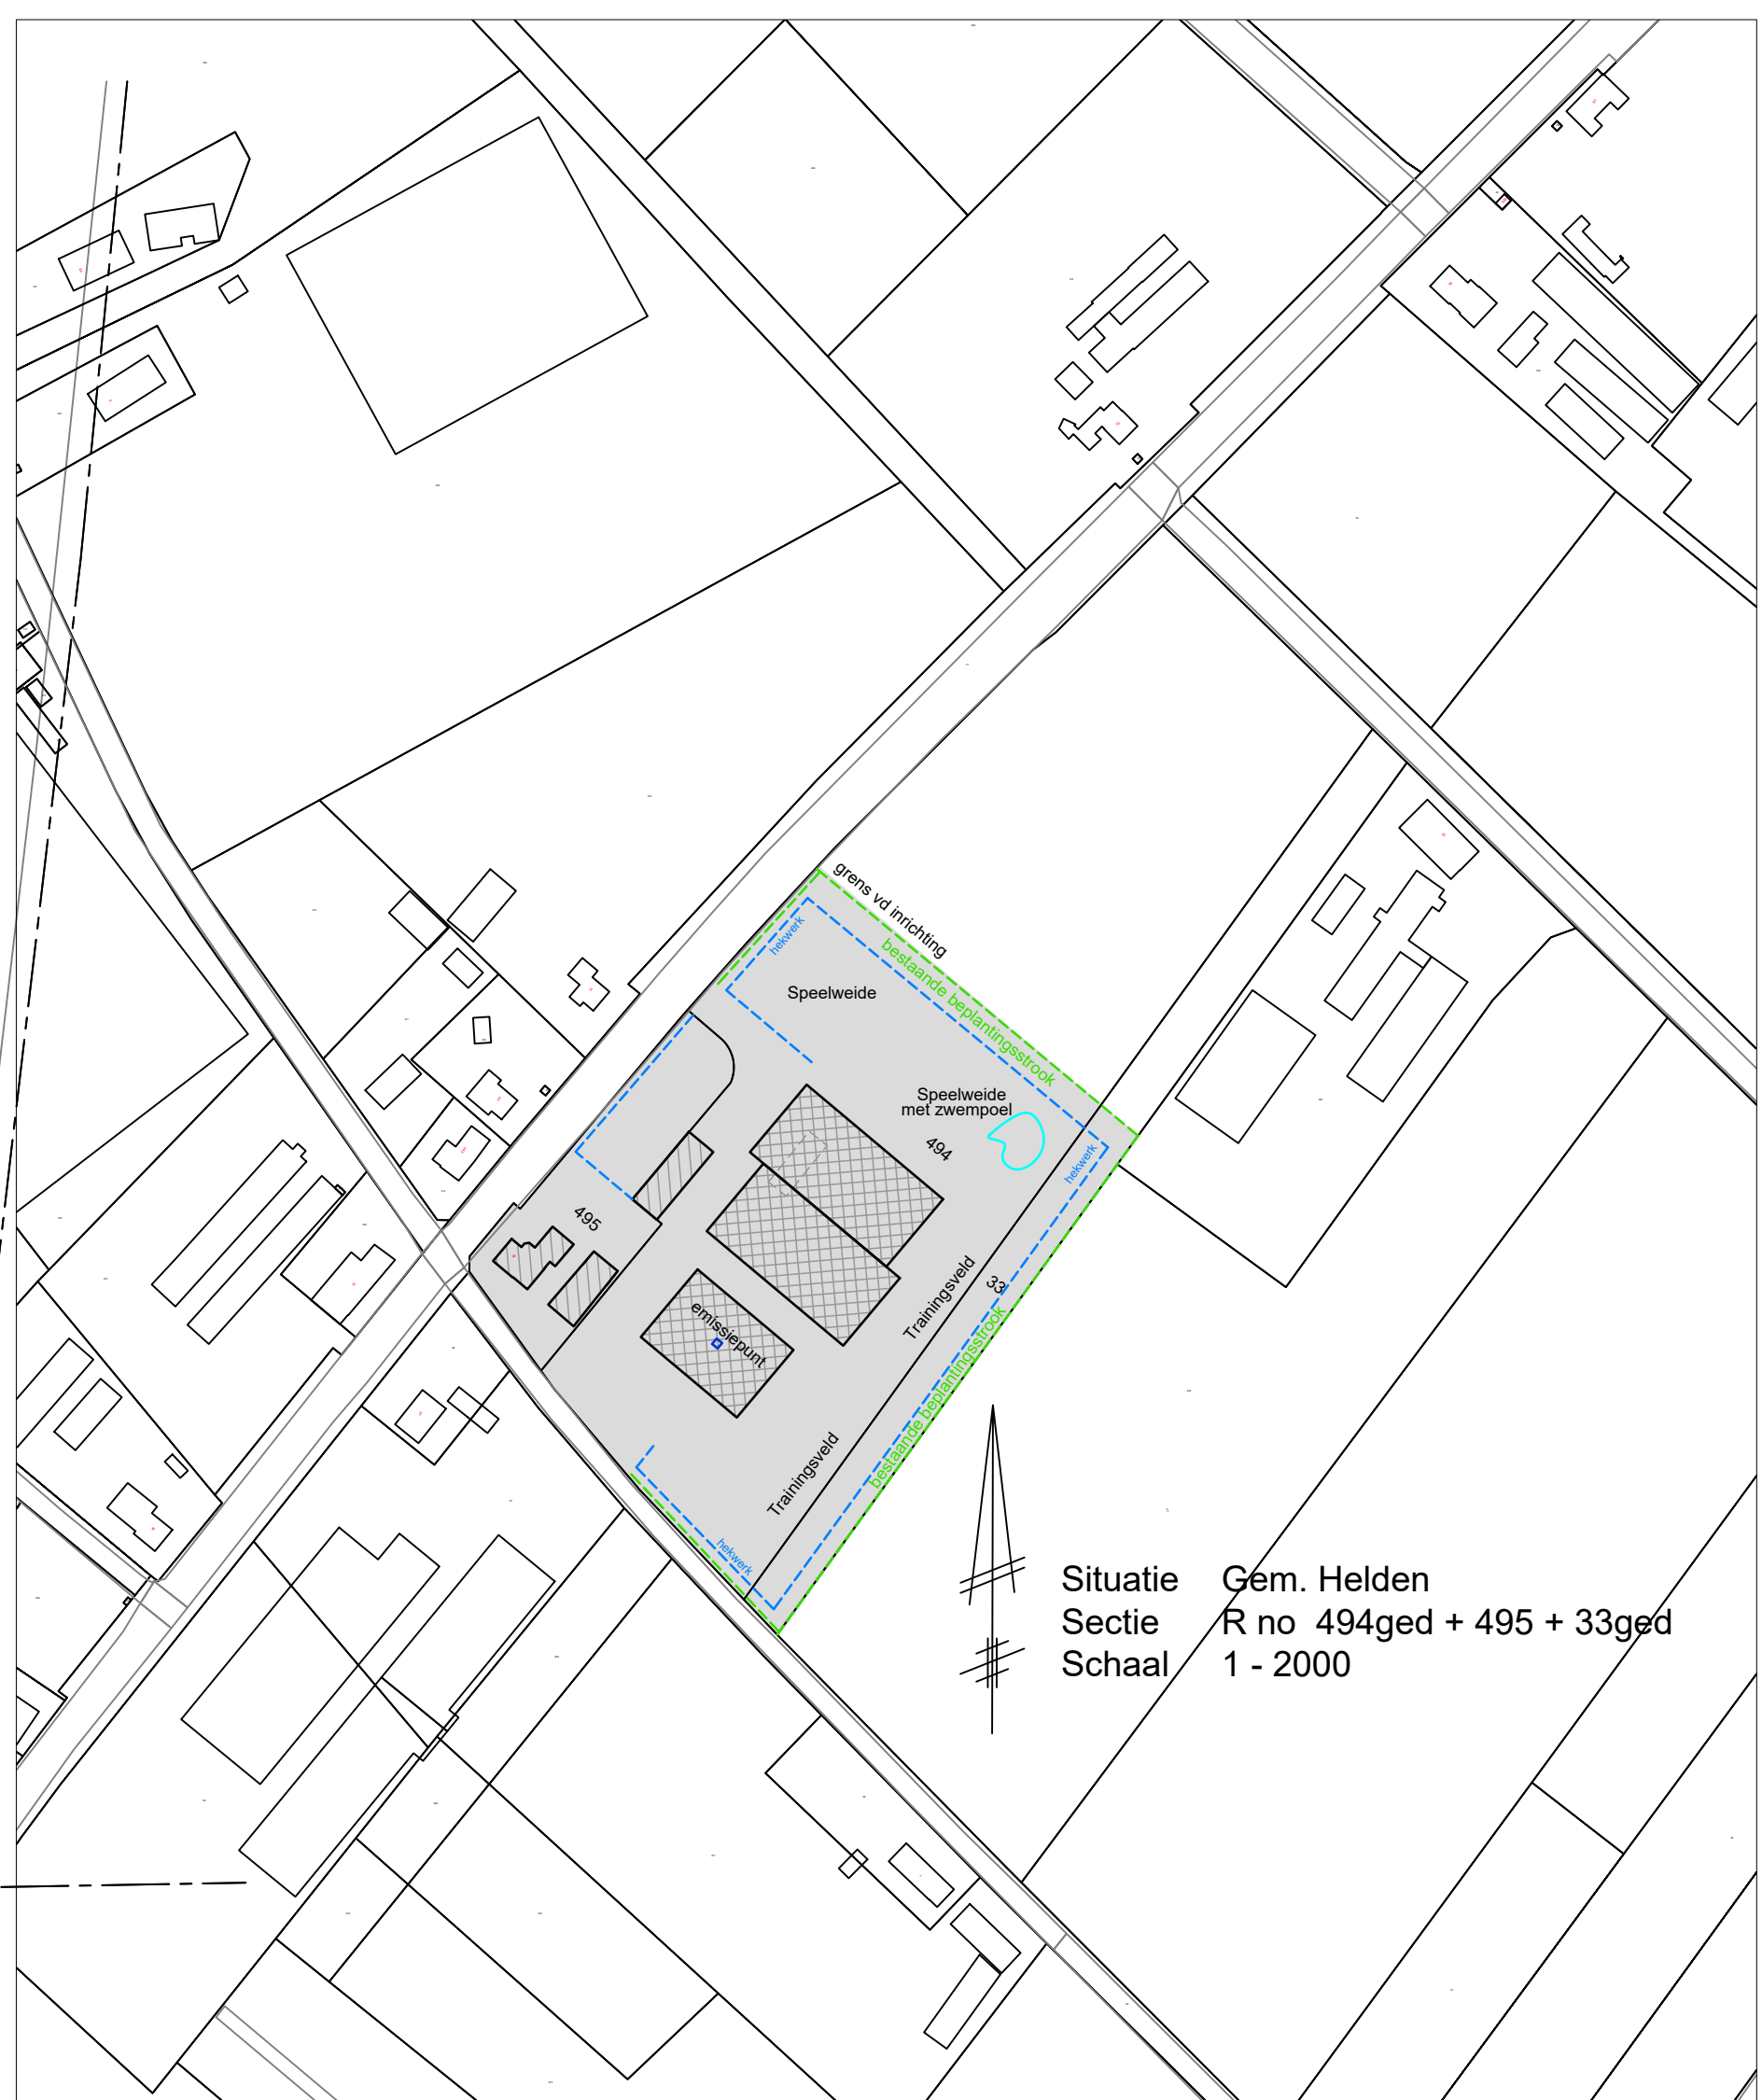 grens vd inrichting
hekwerk
bestaande beplantingsstrook
Speelweide
Speelweide
met zwempoel
494
hekwerk
495
33
Trainingsveld
emissiepunt
bestaande beplantingsstrook
Trainingsveld
hekwerk
Situatie Gem. Helden
Sectie R no 494ged + 495 + 33ged
Schaal 1 - 2000